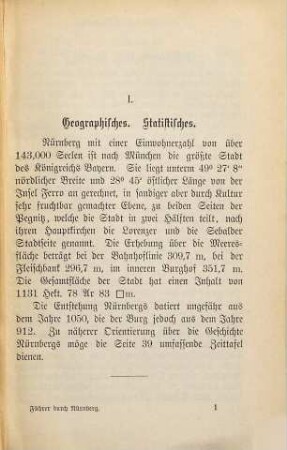 I.
Geographisches. Statistisches.
Nürnberg mit einer Einwohnerzahl von über
143,000 Seelen ist nach München die größte Stadt
des Königreichs Bayern. Sie liegt unterm 49⁰ 27' 8"
nördlicher Breite und 28⁰ 45' östlicher Länge von der
Insel Ferro an gerechnet, in sandiger aber durch Kultur
sehr fruchtbar gemachter Ebene, zu beiden Seiten der
Pegnitz, welche die Stadt in zwei Hälften teilt, nach
ihren Hauptkirchen die Lorenzer und die Sebalder
Stadtseite genannt. Die Erhebung über die Meeres-
fläche beträgt bei der Bahnhoflinie 309,7 m, bei der
Fleischbank 296,7 m, im inneren Burghof 351,7 m.
Die Gesamtfläche der Stadt hat einen Inhalt von
1131 Hekt. 78 Ar 83 □m.
Die Entstehung Nürnbergs datiert ungefähr aus
dem Jahre 1050, die der Burg jedoch aus dem Jahre
912. Zu näherer Orientierung über die Geschichte
Nürnbergs möge die Seite 39 umfassende Zeittafel
dienen.
Führer durch Nürnberg. 1